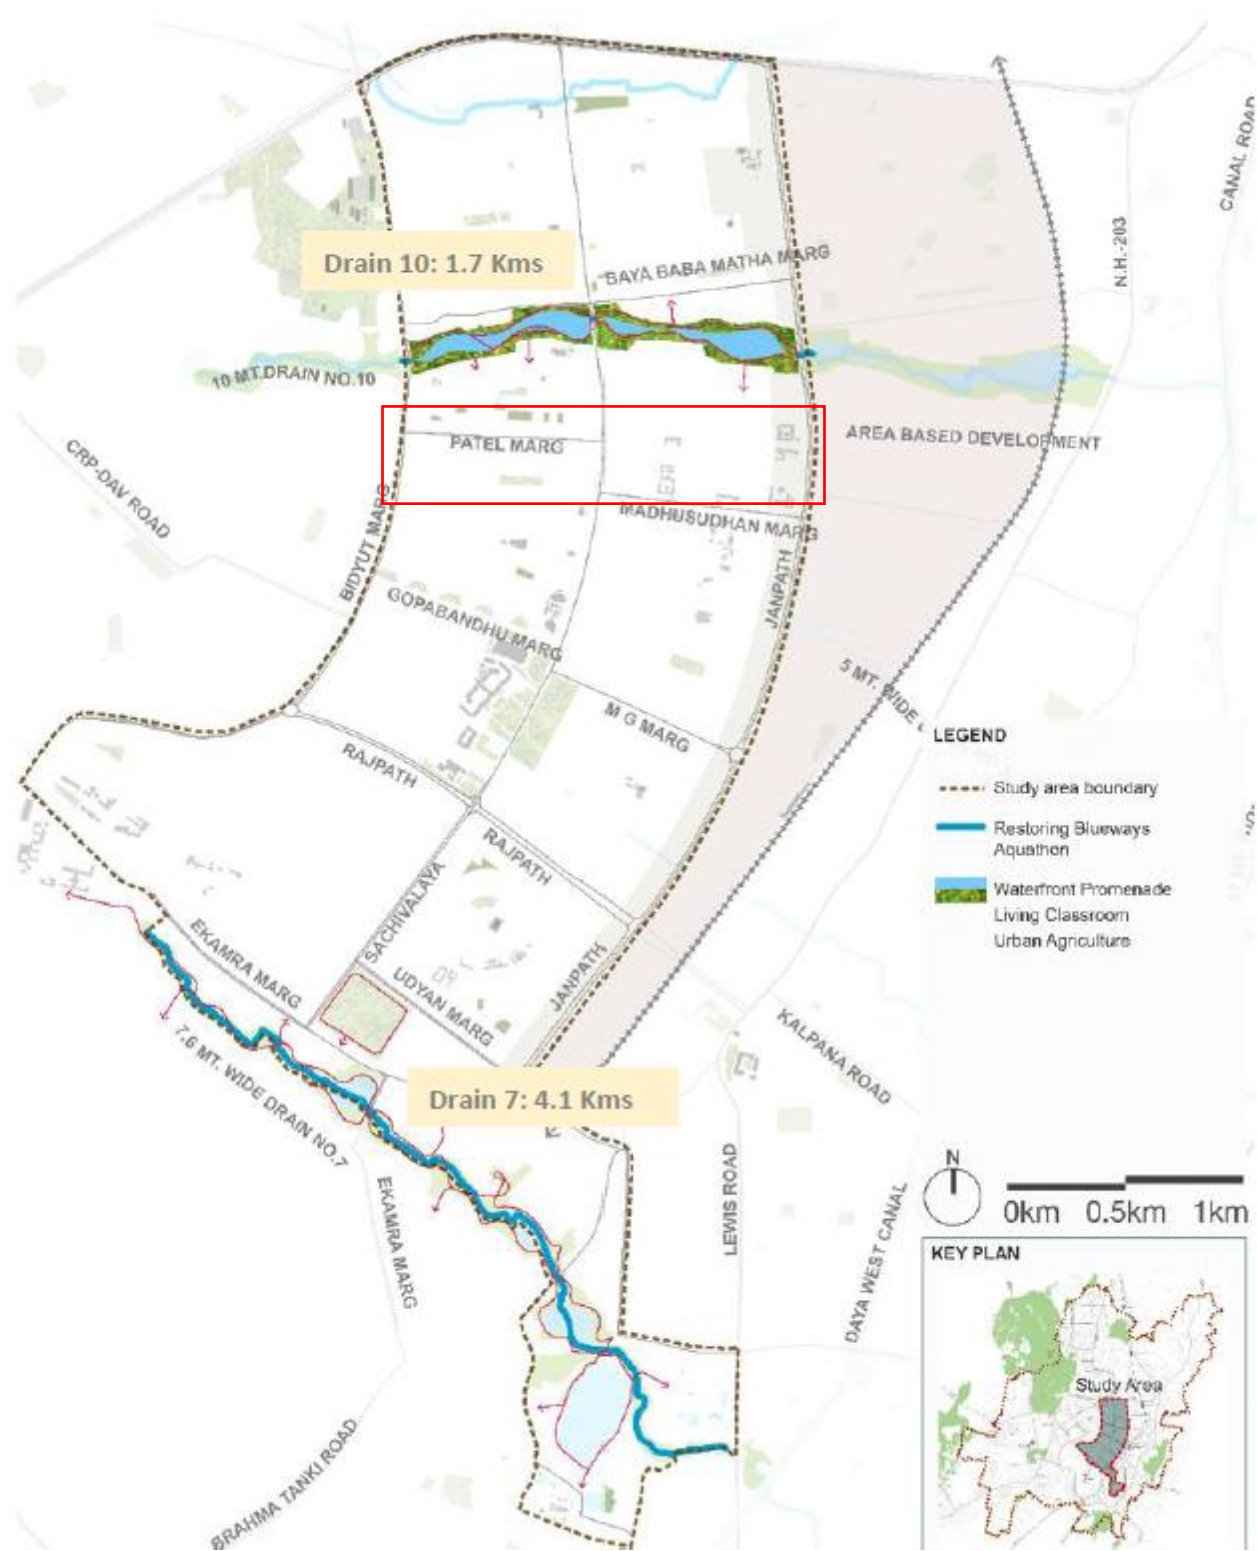 CANAL ROAD
N.H.-203
BAYA BABA MATHA MARG
Drain 10: 1.7 Kms
10 MT.DRAIN NO.10
PATEL MARG
AREA BASED DEVELOPMENT
CRP-DAV ROAD
MADHUSUDHAN MARG
BIDYUT MARG
JANPATH
GOPABANDHU MARG
5 MT. WIDE
M G MARG
RAJPATH
RAJPATH
LEGEND
Study area boundary
Restoring Blueways
Aquathon
Waterfront Promenade
Living Classroom
Urban Agriculture
SACHIVALAYA
EKAMRA MARG
UDYAN MARG
JANPATH
KALPANA ROAD
7.6 MT. WIDE DRAIN NO.7
Drain 7: 4.1 Kms
EKAMRA MARG
LEWIS ROAD
DAYA WEST CANAL
N
0km 0.5km 1km
KEY PLAN
Study Area
BRAHMA TANKI ROAD